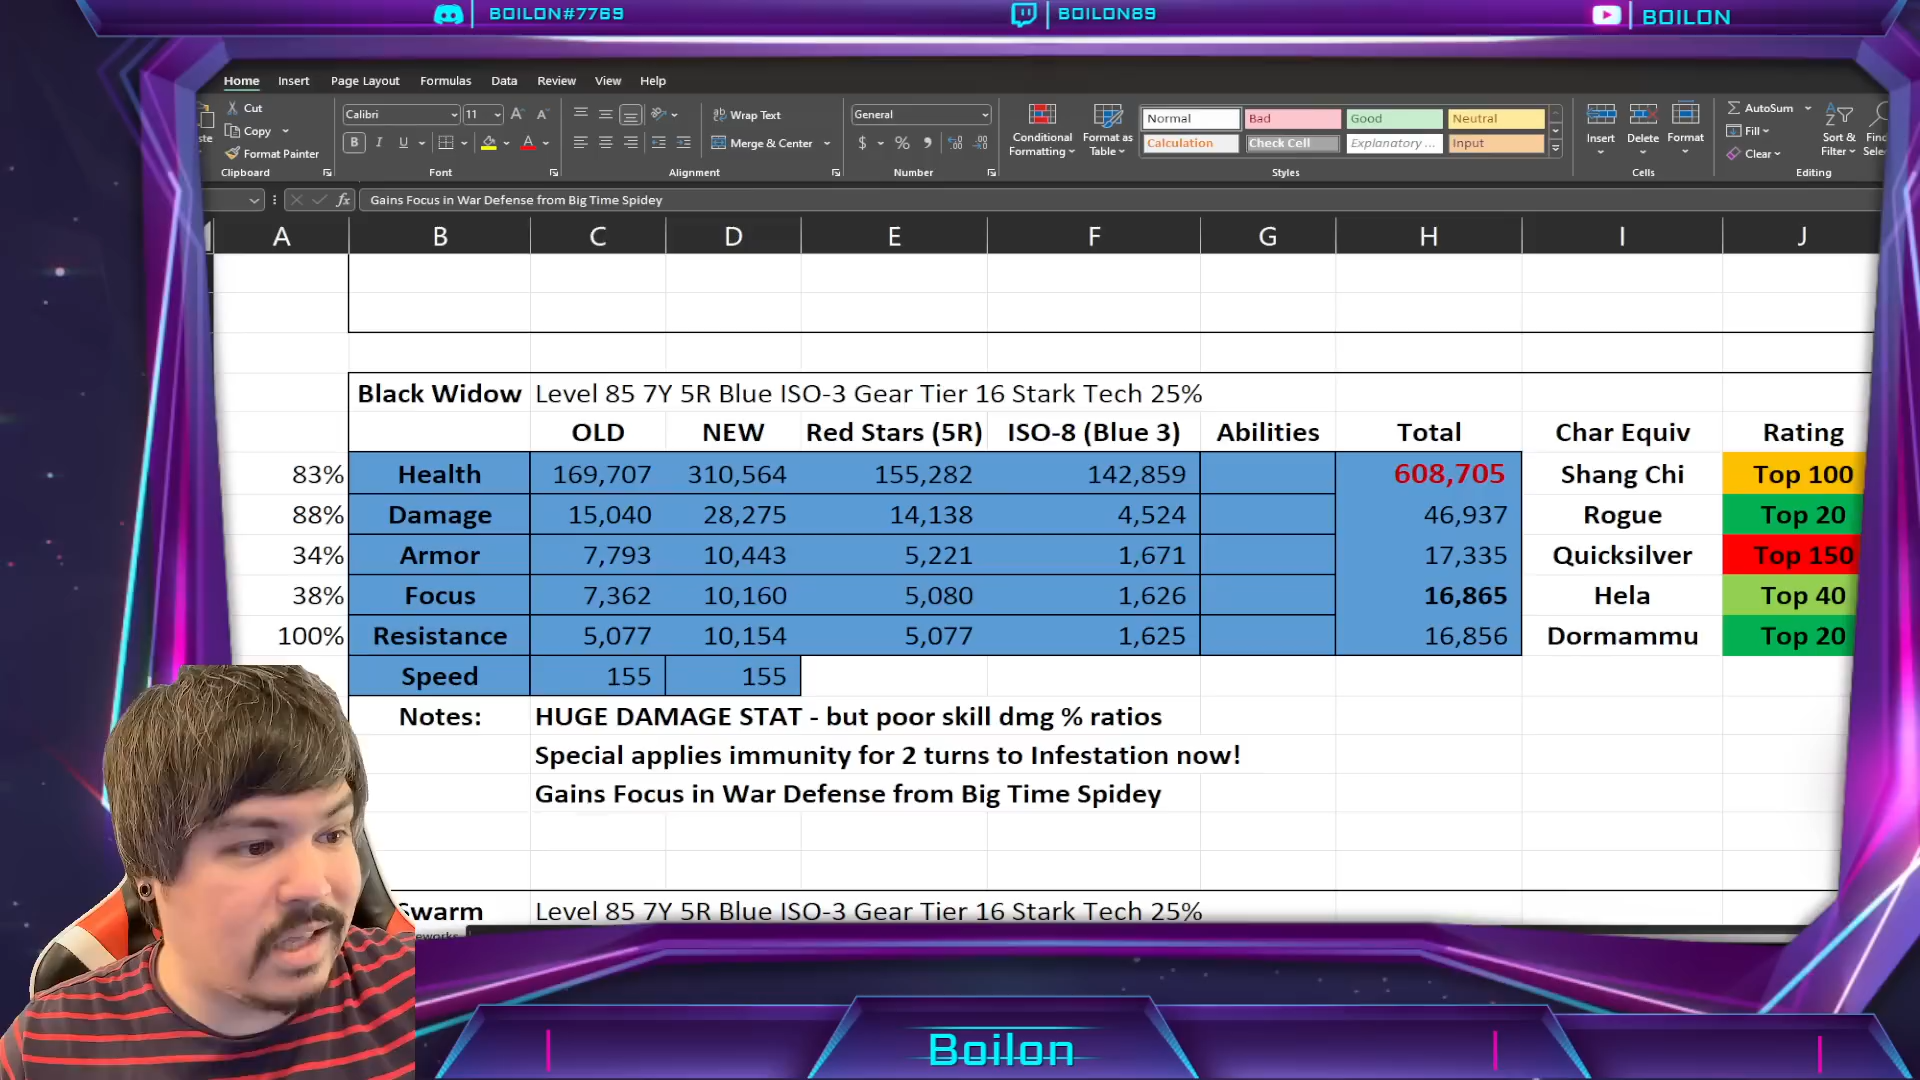 BOILON#7769 BOILON89 BOILON
Home Insert Page Layout Formulas Data Review View Help
Cut
Copy
Format Painter
Clipboard
Calibri 11
B I U
Font
Wrap Text
Merge & Center
Alignment
General
$ % 9
Number
Conditional Formatting
Format as Table
Normal Bad Good Neutral
Calculation Check Cell Explanatory ... Input
Styles
Insert Delete Format
Cells
AutoSum
Fill
Clear
Sort & Filter
Editing
fx Gains Focus in War Defense from Big Time Spidey
A B C D E F G H I J
Black Widow Level 85 7Y 5R Blue ISO-3 Gear Tier 16 Stark Tech 25%
OLD NEW Red Stars (5R) ISO-8 (Blue 3) Abilities Total Char Equiv Rating
83% Health 169,707 310,564 155,282 142,859 608,705 Shang Chi Top 100
88% Damage 15,040 28,275 14,138 4,524 46,937 Rogue Top 20
34% Armor 7,793 10,443 5,221 1,671 17,335 Quicksilver Top 150
38% Focus 7,362 10,160 5,080 1,626 16,865 Hela Top 40
100% Resistance 5,077 10,154 5,077 1,625 16,856 Dormammu Top 20
Speed 155 155
Notes: HUGE DAMAGE STAT - but poor skill dmg % ratios
Special applies immunity for 2 turns to Infestation now!
Gains Focus in War Defense from Big Time Spidey
Swarm Level 85 7Y 5R Blue ISO-3 Gear Tier 16 Stark Tech 25%
Boilon